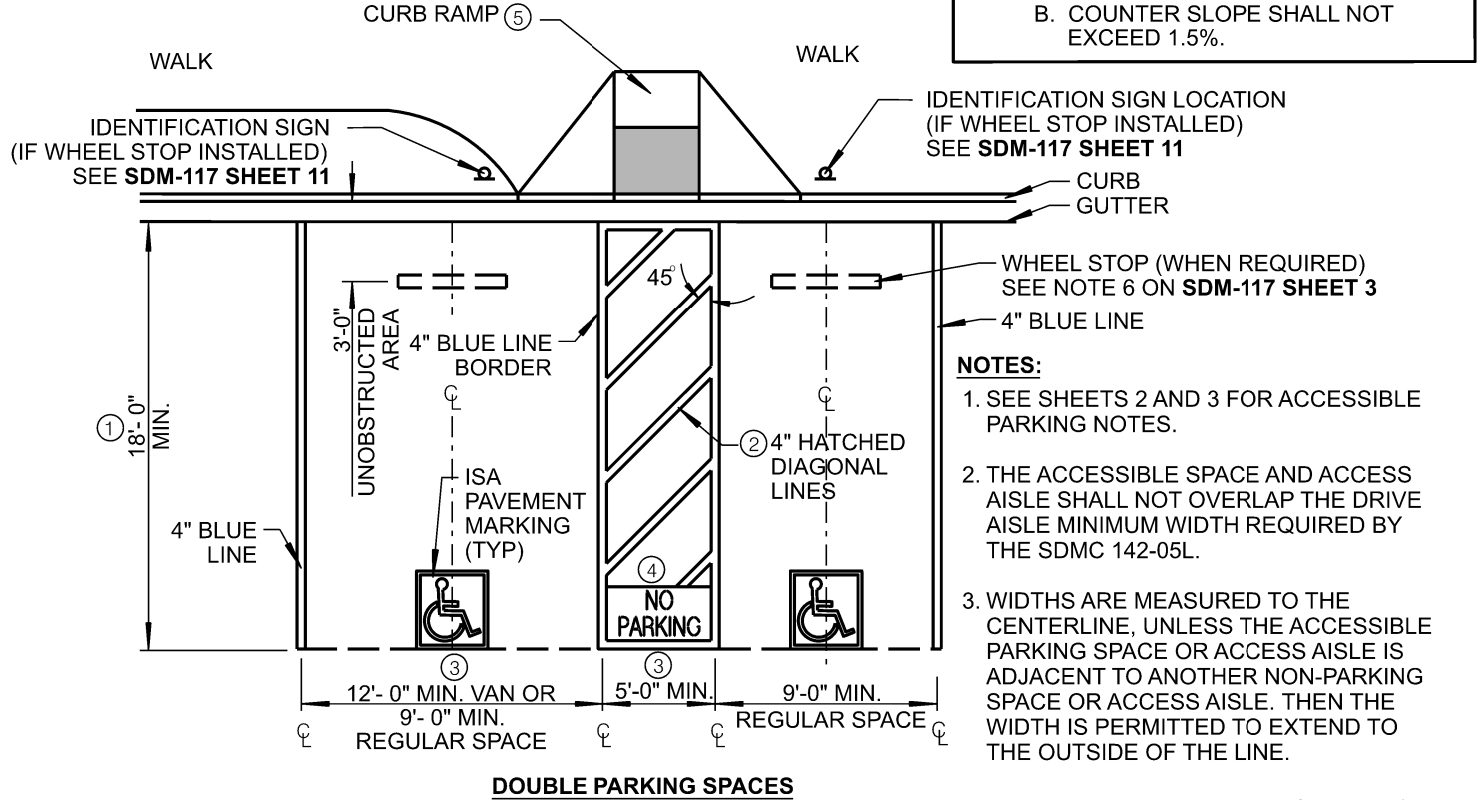 CURB RAMP 5
B. COUNTER SLOPE SHALL NOT
EXCEED 1.5%.
WALK
WALK
IDENTIFICATION SIGN
(IF WHEEL STOP INSTALLED)
SEE SDM-117 SHEET 11
IDENTIFICATION SIGN LOCATION
(IF WHEEL STOP INSTALLED)
SEE SDM-117 SHEET 11
CURB
GUTTER
WHEEL STOP (WHEN REQUIRED)
SEE NOTE 6 ON SDM-117 SHEET 3
4" BLUE LINE
45°
3'-0"
UNOBSTRUCTED
AREA
4" BLUE LINE
BORDER
℄
℄
1
18'- 0"
MIN.
2 4" HATCHED
DIAGONAL
LINES
ISA
PAVEMENT
MARKING
(TYP)
4" BLUE
LINE
4
NO
PARKING
3
3
12'- 0" MIN. VAN OR
9'- 0" MIN.
REGULAR SPACE
5'-0" MIN.
9'-0" MIN.
REGULAR SPACE
℄
℄
℄
℄
DOUBLE PARKING SPACES
NOTES:
1. SEE SHEETS 2 AND 3 FOR ACCESSIBLE
PARKING NOTES.
2. THE ACCESSIBLE SPACE AND ACCESS
AISLE SHALL NOT OVERLAP THE DRIVE
AISLE MINIMUM WIDTH REQUIRED BY
THE SDMC 142-05L.
3. WIDTHS ARE MEASURED TO THE
CENTERLINE, UNLESS THE ACCESSIBLE
PARKING SPACE OR ACCESS AISLE IS
ADJACENT TO ANOTHER NON-PARKING
SPACE OR ACCESS AISLE. THEN THE
WIDTH IS PERMITTED TO EXTEND TO
THE OUTSIDE OF THE LINE.